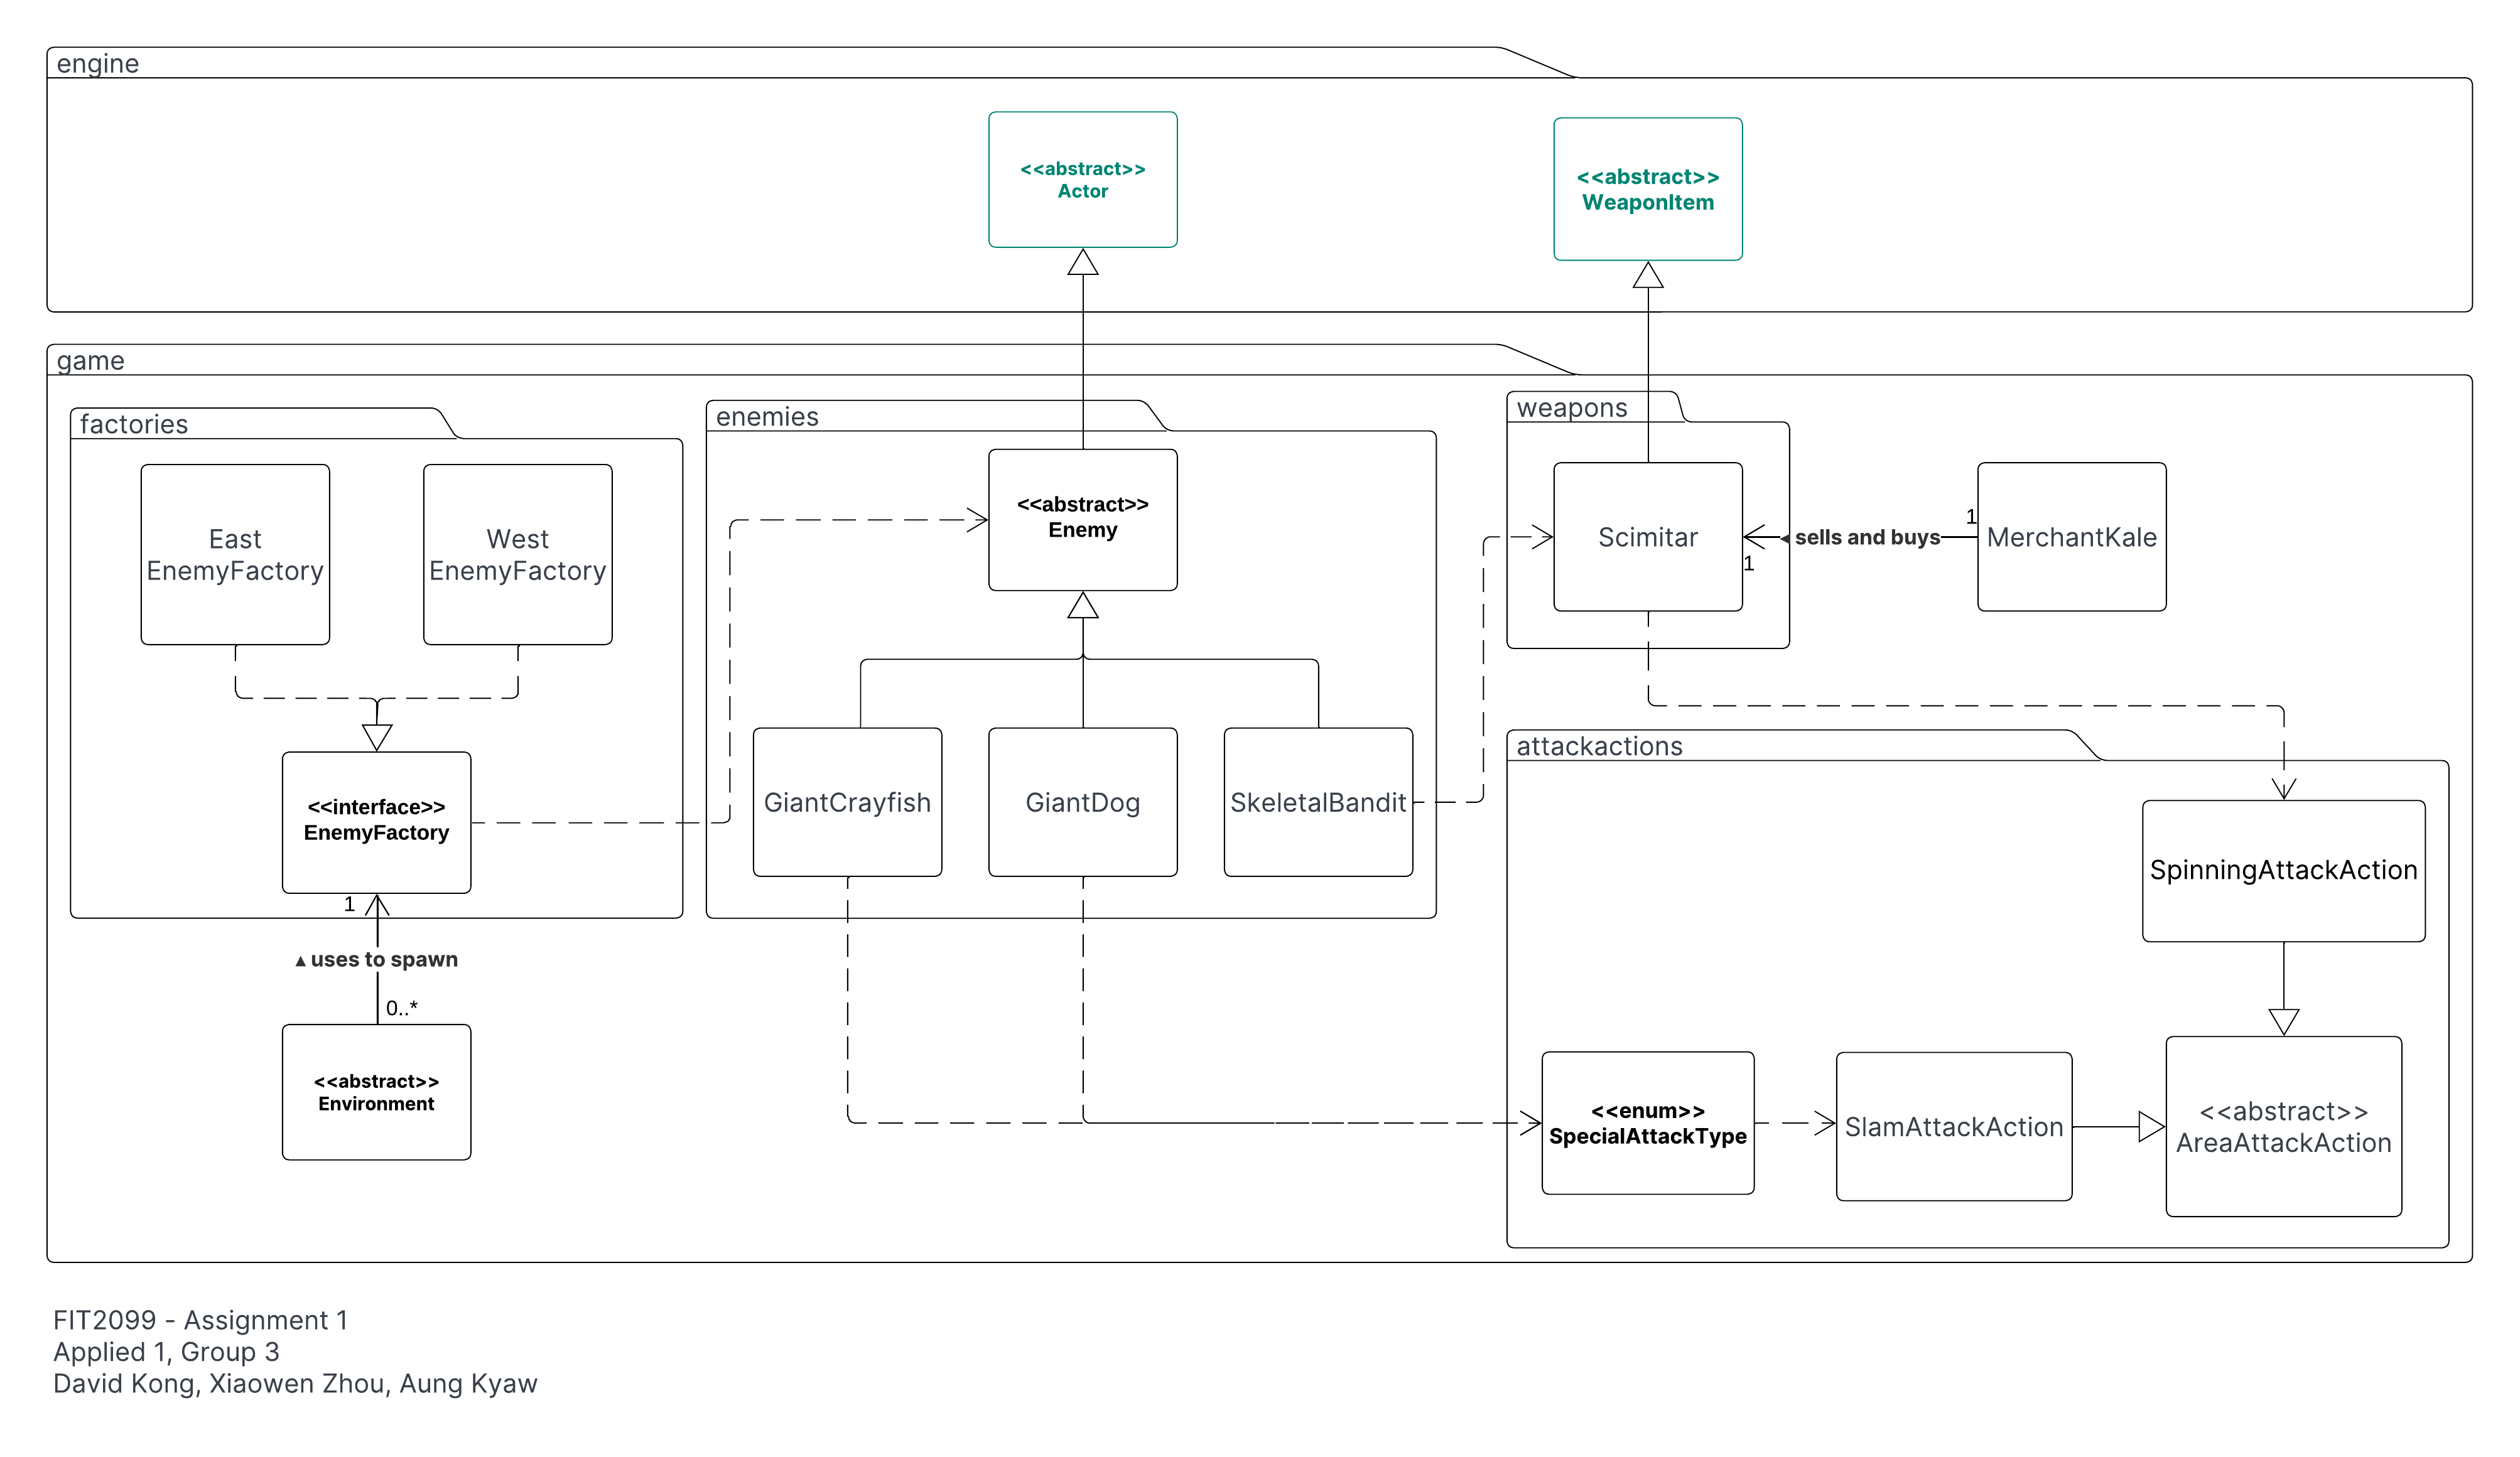 engine
<<abstract>>
Actor
<<abstract>>
WeaponItem
game
factories
East
EnemyFactory
West
EnemyFactory
<<interface>>
EnemyFactory
1
▲ uses to spawn
0..*
<<abstract>>
Environment
enemies
<<abstract>>
Enemy
GiantCrayfish
GiantDog
SkeletalBandit
weapons
Scimitar
1
◀ sells and buys
1
MerchantKale
attackactions
SpinningAttackAction
<<enum>>
SpecialAttackType
SlamAttackAction
<<abstract>>
AreaAttackAction
FIT2099 - Assignment 1
Applied 1, Group 3
David Kong, Xiaowen Zhou, Aung Kyaw